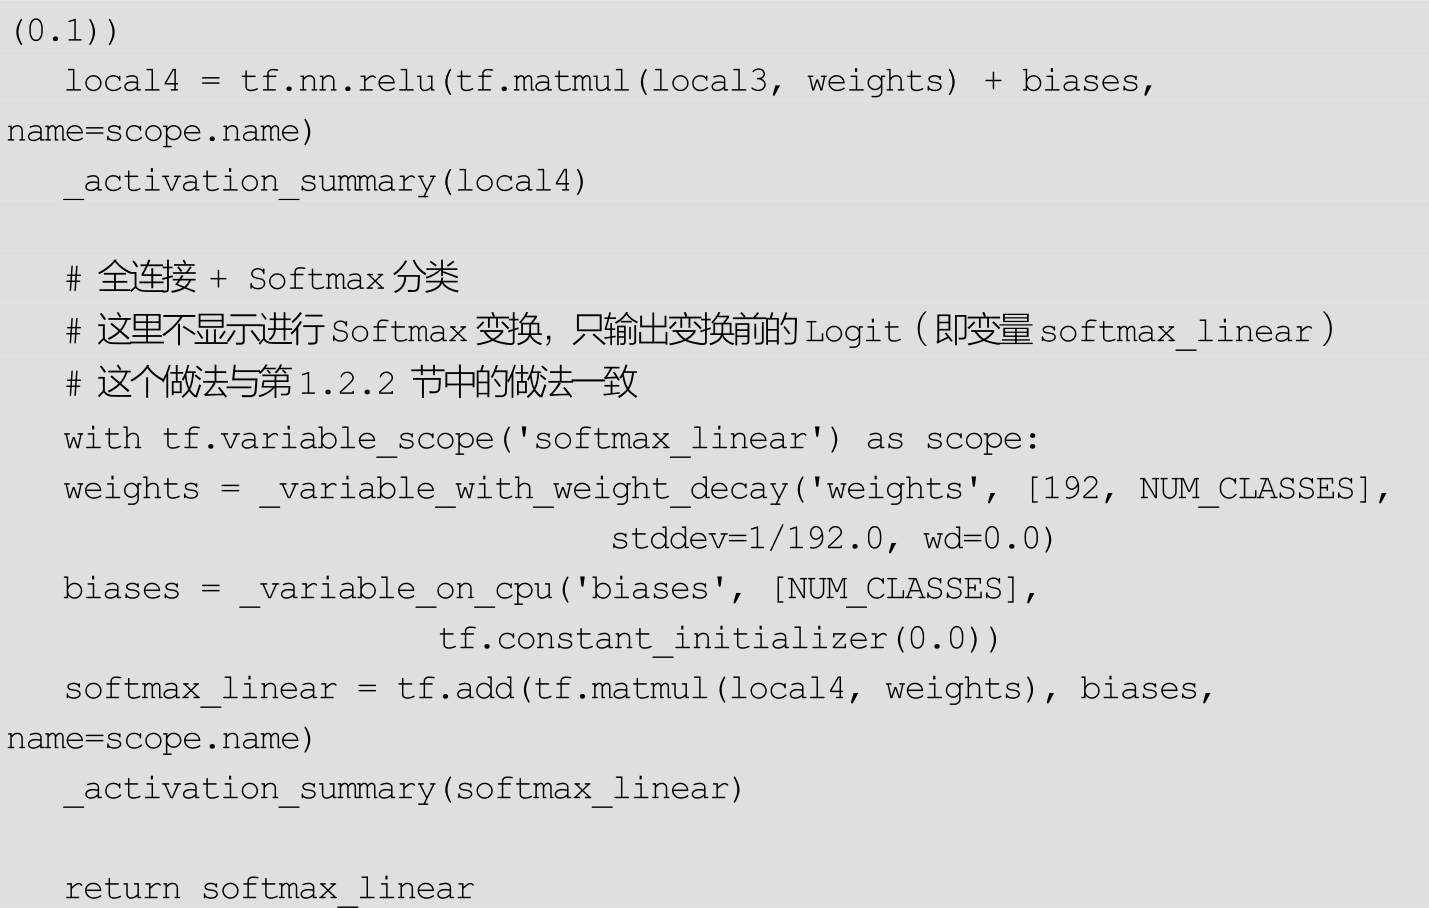 (0.1))
local4 = tf.nn.relu(tf.matmul(local3, weights) + biases,
name=scope.name)
_activation_summary(local4)
# 全连接 + Softmax 分类
# 这里不显示进行 Softmax 变换，只输出变换前的 Logit（即变量 softmax_linear）
# 这个做法与第 1.2.2 节中的做法一致
with tf.variable_scope('softmax_linear') as scope:
weights = _variable_with_weight_decay('weights', [192, NUM_CLASSES],
stddev=1/192.0, wd=0.0)
biases = _variable_on_cpu('biases', [NUM_CLASSES],
tf.constant_initializer(0.0))
softmax_linear = tf.add(tf.matmul(local4, weights), biases,
name=scope.name)
_activation_summary(softmax_linear)
return softmax_linear